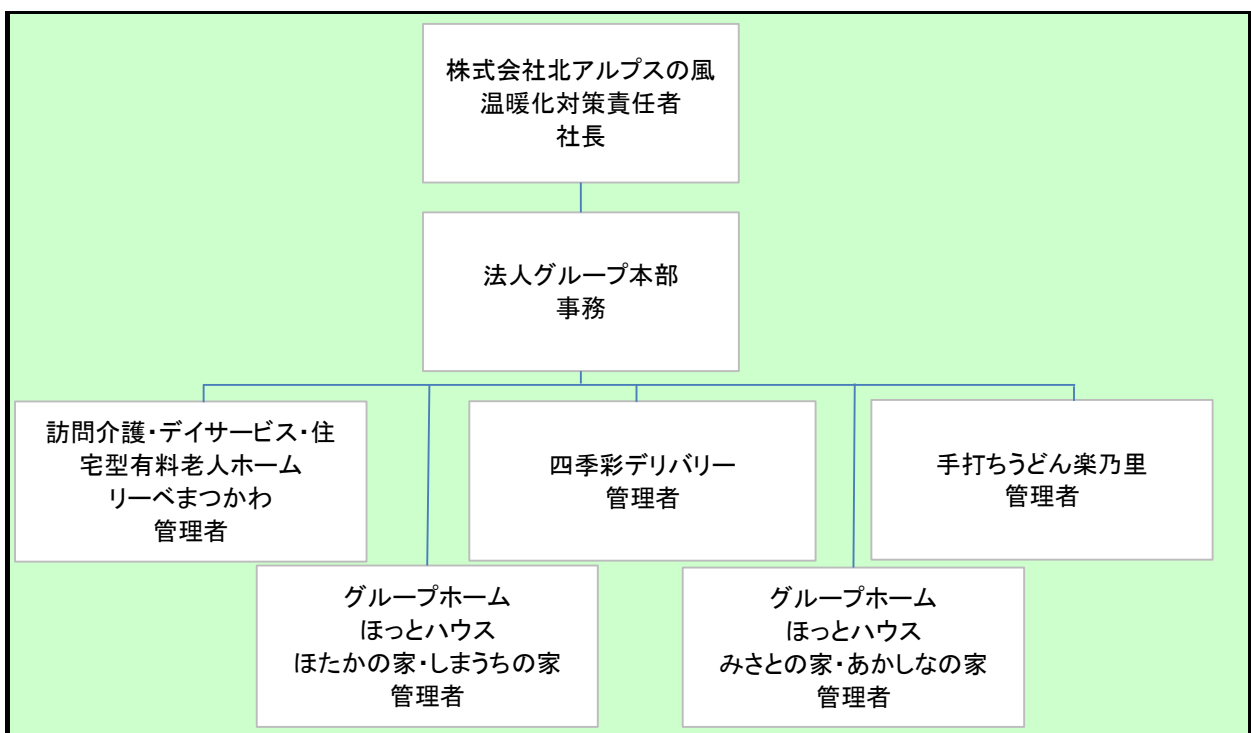 株式会社北アルプスの風
温暖化対策責任者
社長
法人グループ本部
事務
訪問介護・デイサービス・住
宅型有料老人ホーム
リーベまつかわ
管理者
四季彩デリバリー
管理者
手打ちうどん楽乃里
管理者
グループホーム
ほっとハウス
ほたかの家・しまうちの家
管理者
グループホーム
ほっとハウス
みさとの家・あかしなの家
管理者